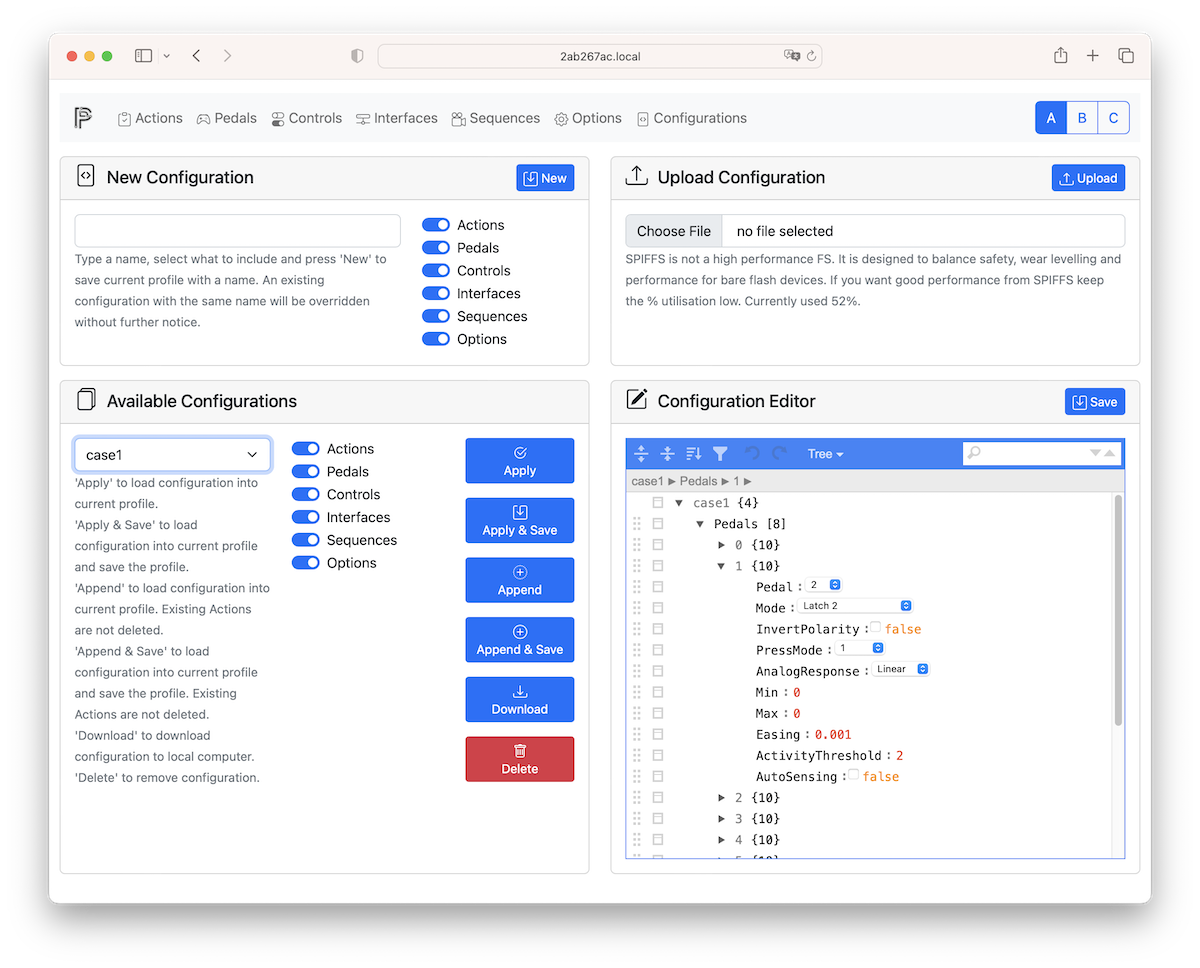 2ab267ac.local
Actions Pedals Controls Interfaces Sequences Options Configurations
A B C
New Configuration
New
Type a name, select what to include and press 'New' to
save current profile with a name. An existing
configuration with the same name will be overridden
without further notice.
Actions
Pedals
Controls
Interfaces
Sequences
Options
Upload Configuration
Upload
Choose File no file selected
SPIFFS is not a high performance FS. It is designed to balance safety, wear levelling and
performance for bare flash devices. If you want good performance from SPIFFS keep
the % utilisation low. Currently used 52%.
Available Configurations
case1
'Apply' to load configuration into
current profile.
'Apply & Save' to load
configuration into current profile
and save the profile.
'Append' to load configuration into
current profile. Existing Actions
are not deleted.
'Append & Save' to load
configuration into current profile
and save the profile. Existing
Actions are not deleted.
'Download' to download
configuration to local computer.
'Delete' to remove configuration.
Actions
Pedals
Controls
Interfaces
Sequences
Options
Apply
Apply & Save
Append
Append & Save
Download
Delete
Configuration Editor
Save
Tree
case1 ► Pedals ► 1 ►
case1 {4}
Pedals [8]
0 {10}
1 {10}
Pedal : 2
Mode : Latch 2
InvertPolarity : false
PressMode : 1
AnalogResponse : Linear
Min : 0
Max : 0
Easing : 0.001
ActivityThreshold : 2
AutoSensing : false
2 {10}
3 {10}
4 {10}